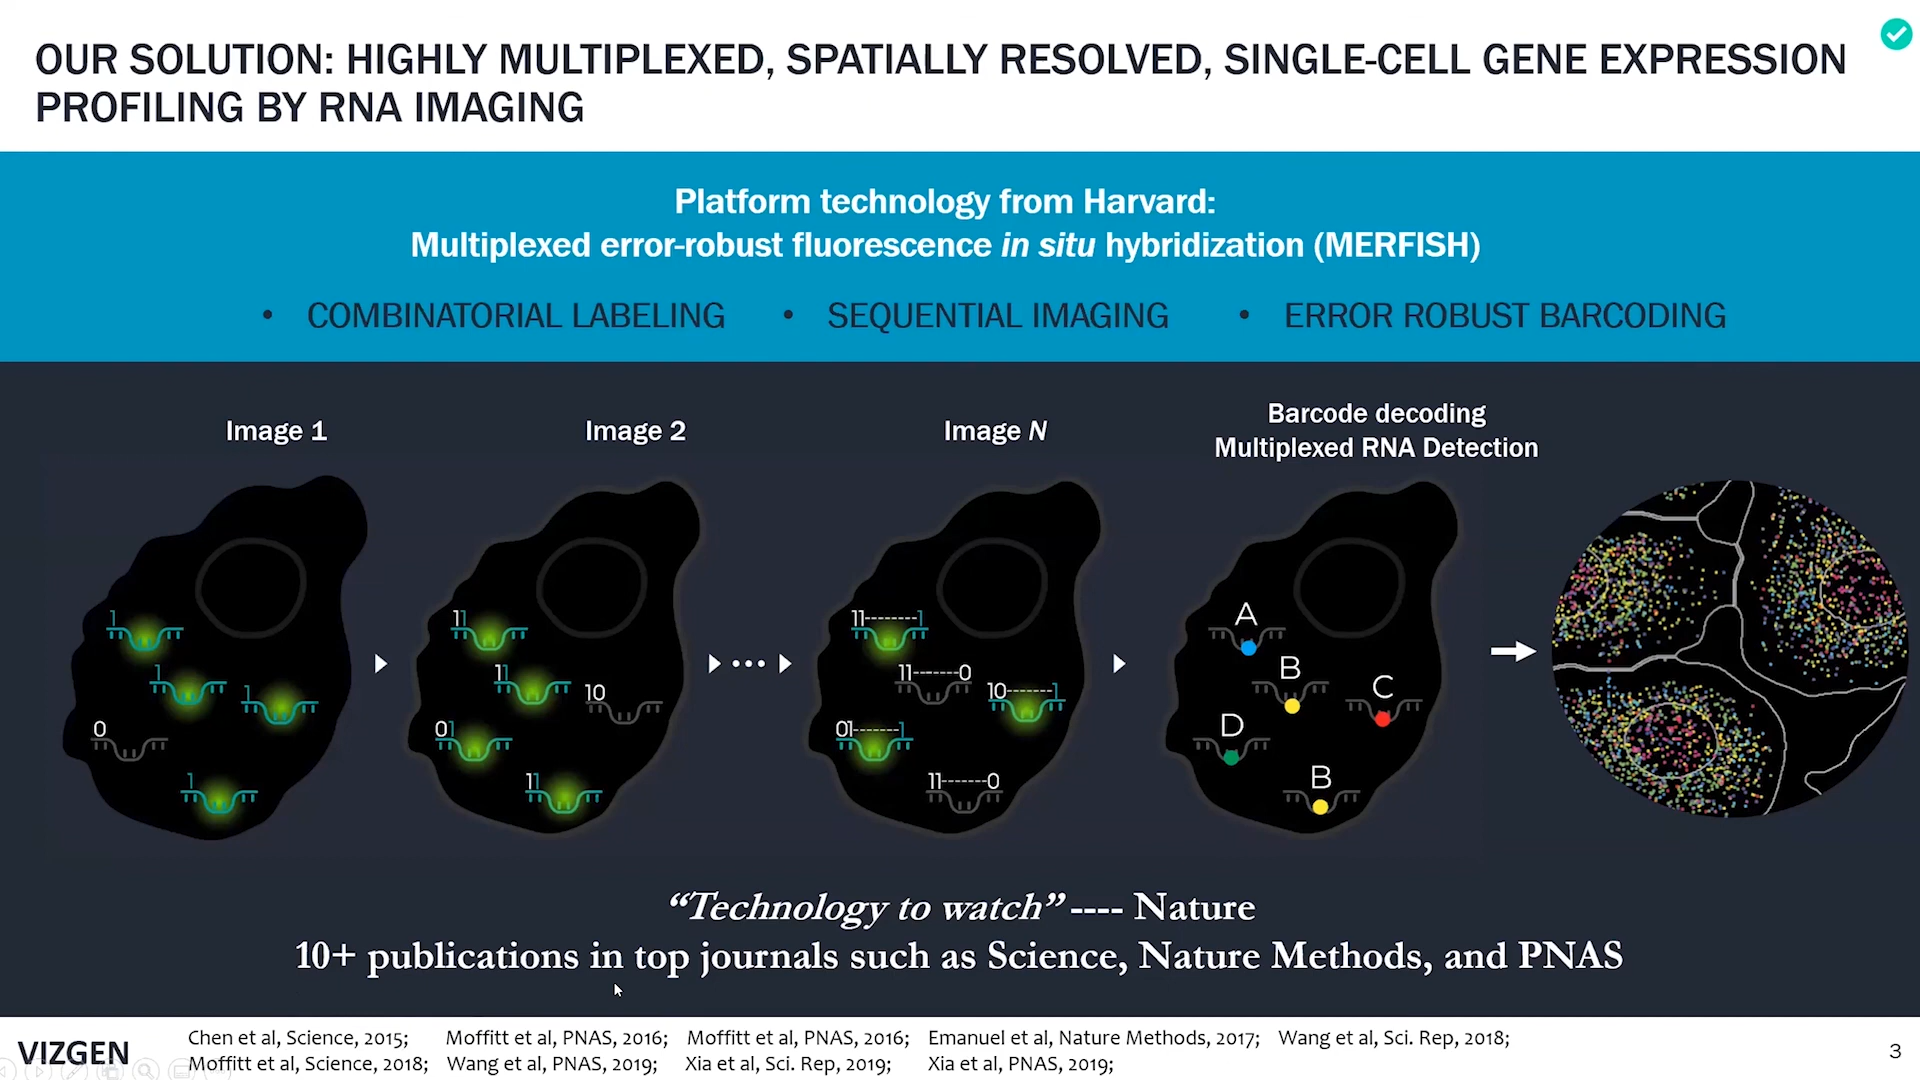 OUR SOLUTION: HIGHLY MULTIPLEXED, SPATIALLY RESOLVED, SINGLE-CELL GENE EXPRESSION
PROFILING BY RNA IMAGING
Platform technology from Harvard:
Multiplexed error-robust fluorescence in situ hybridization (MERFISH)
• COMBINATORIAL LABELING • SEQUENTIAL IMAGING • ERROR ROBUST BARCODING
Image 1
1
1
1
0
1
Image 2
11
11
10
01
11
Image N
11--------1
11-------0
10-------1
01-------1
11-------0
Barcode decoding
Multiplexed RNA Detection
A
B
C
D
B
“Technology to watch” ---- Nature
10+ publications in top journals such as Science, Nature Methods, and PNAS
VIZGEN
Chen et al, Science, 2015; Moffitt et al, PNAS, 2016; Moffitt et al, PNAS, 2016; Emanuel et al, Nature Methods, 2017; Wang et al, Sci. Rep, 2018;
Moffitt et al, Science, 2018; Wang et al, PNAS, 2019; Xia et al, Sci. Rep, 2019; Xia et al, PNAS, 2019;
3